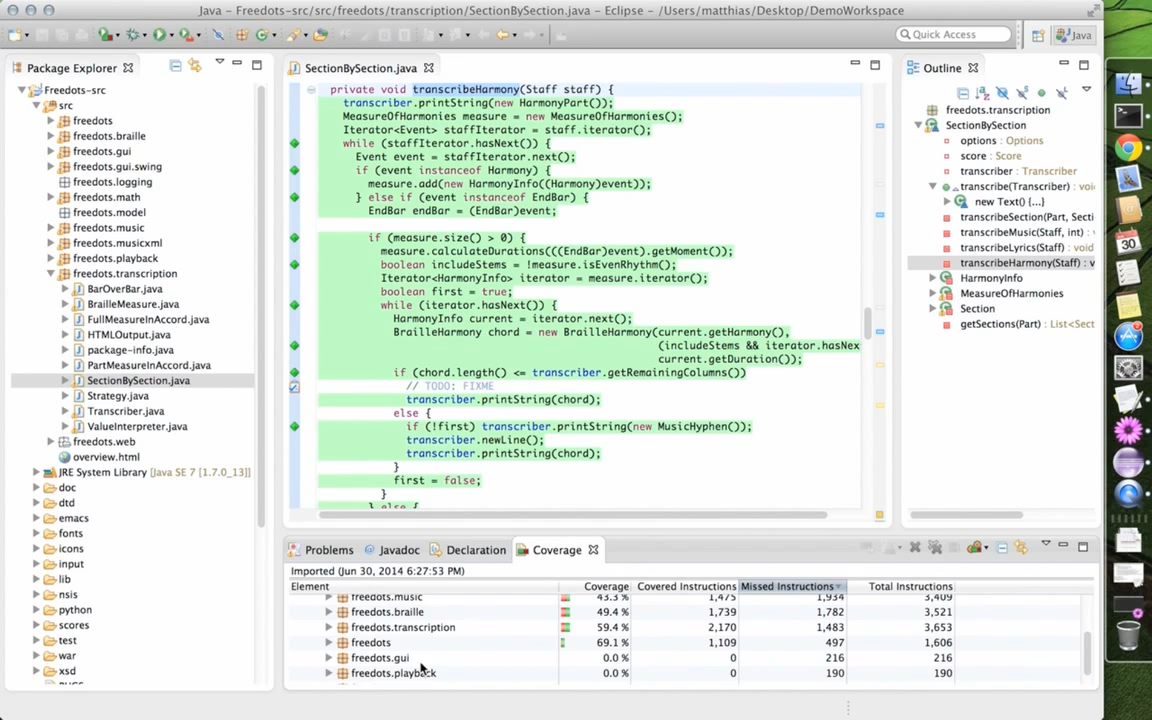 Java – Freedots-src/src/freedots/transcription/SectionBySection.java – Eclipse – /Users/matthias/Desktop/DemoWorkspace
Quick Access
Java
Package Explorer
Freedots-src
src
freedots
freedots.braille
freedots.gui
freedots.gui.swing
freedots.logging
freedots.math
freedots.model
freedots.music
freedots.musicxml
freedots.playback
freedots.transcription
BarOverBar.java
BrailleMeasure.java
FullMeasureInAccord.java
HTMLOutput.java
package-info.java
PartMeasureInAccord.java
SectionBySection.java
Strategy.java
Transcriber.java
ValueInterpreter.java
freedots.web
overview.html
JRE System Library [Java SE 7 [1.7.0_13]]
doc
dtd
emacs
fonts
icons
input
lib
nsis
python
scores
test
war
xsd
SectionBySection.java
private void transcribeHarmony(Staff staff) {
transcriber.printString(new HarmonyPart());
MeasureOfHarmonies measure = new MeasureOfHarmonies();
Iterator<Event> staffIterator = staff.iterator();
while (staffIterator.hasNext()) {
Event event = staffIterator.next();
if (event instanceof Harmony) {
measure.add(new HarmonyInfo((Harmony)event));
} else if (event instanceof EndBar) {
EndBar endBar = (EndBar)event;
if (measure.size() > 0) {
measure.calculateDurations(((EndBar)event).getMoment());
boolean includeStems = !measure.isEvenRhythm();
Iterator<HarmonyInfo> iterator = measure.iterator();
boolean first = true;
while (iterator.hasNext()) {
HarmonyInfo current = iterator.next();
BrailleHarmony chord = new BrailleHarmony(current.getHarmony(),
(includeStems && iterator.hasNex
current.getDuration());
if (chord.length() <= transcriber.getRemainingColumns())
// TODO: FIXME
transcriber.printString(chord);
else {
if (!first) transcriber.printString(new MusicHyphen());
transcriber.newLine();
transcriber.printString(chord);
}
first = false;
}
} else {
Outline
freedots.transcription
SectionBySection
options : Options
score : Score
transcriber : Transcriber
transcribe(Transcriber) : void
new Text() {...}
transcribeSection(Part, Secti
transcribeMusic(Staff, int) : v
transcribeLyrics(Staff) : void
transcribeHarmony(Staff) : v
HarmonyInfo
MeasureOfHarmonies
Section
getSections(Part) : List<Sect
30
Problems Javadoc Declaration Coverage
Imported (Jun 30, 2014 6:27:53 PM)
Element Coverage Covered Instructions Missed Instructions Total Instructions
freedots.music 43.3 % 1,475 1,934 3,409
freedots.braille 49.4 % 1,739 1,782 3,521
freedots.transcription 59.4 % 2,170 1,483 3,653
freedots 69.1 % 1,109 497 1,606
freedots.gui 0.0 % 0 216 216
freedots.playback 0.0 % 0 190 190